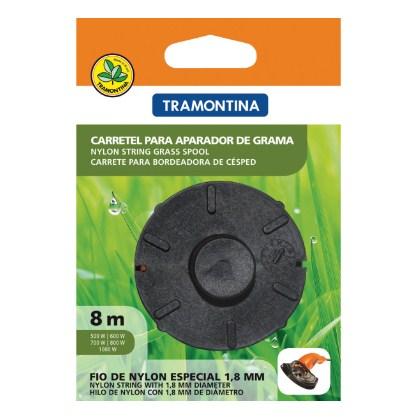 TRAMONTINA
TRAMONTINA
CARRETEL PARA APARADOR DE GRAMA
NYLON STRING GRASS SPOOL
CARRETE PARA BORDEADORA DE CÉSPED
8 m
500 W | 600 W
700 W | 800 W
1000 W
FIO DE NYLON ESPECIAL 1,8 MM
NYLON STRING WITH 1,8 MM DIAMETER
HILO DE NYLON CON 1,8 MM DE DIÁMETRO